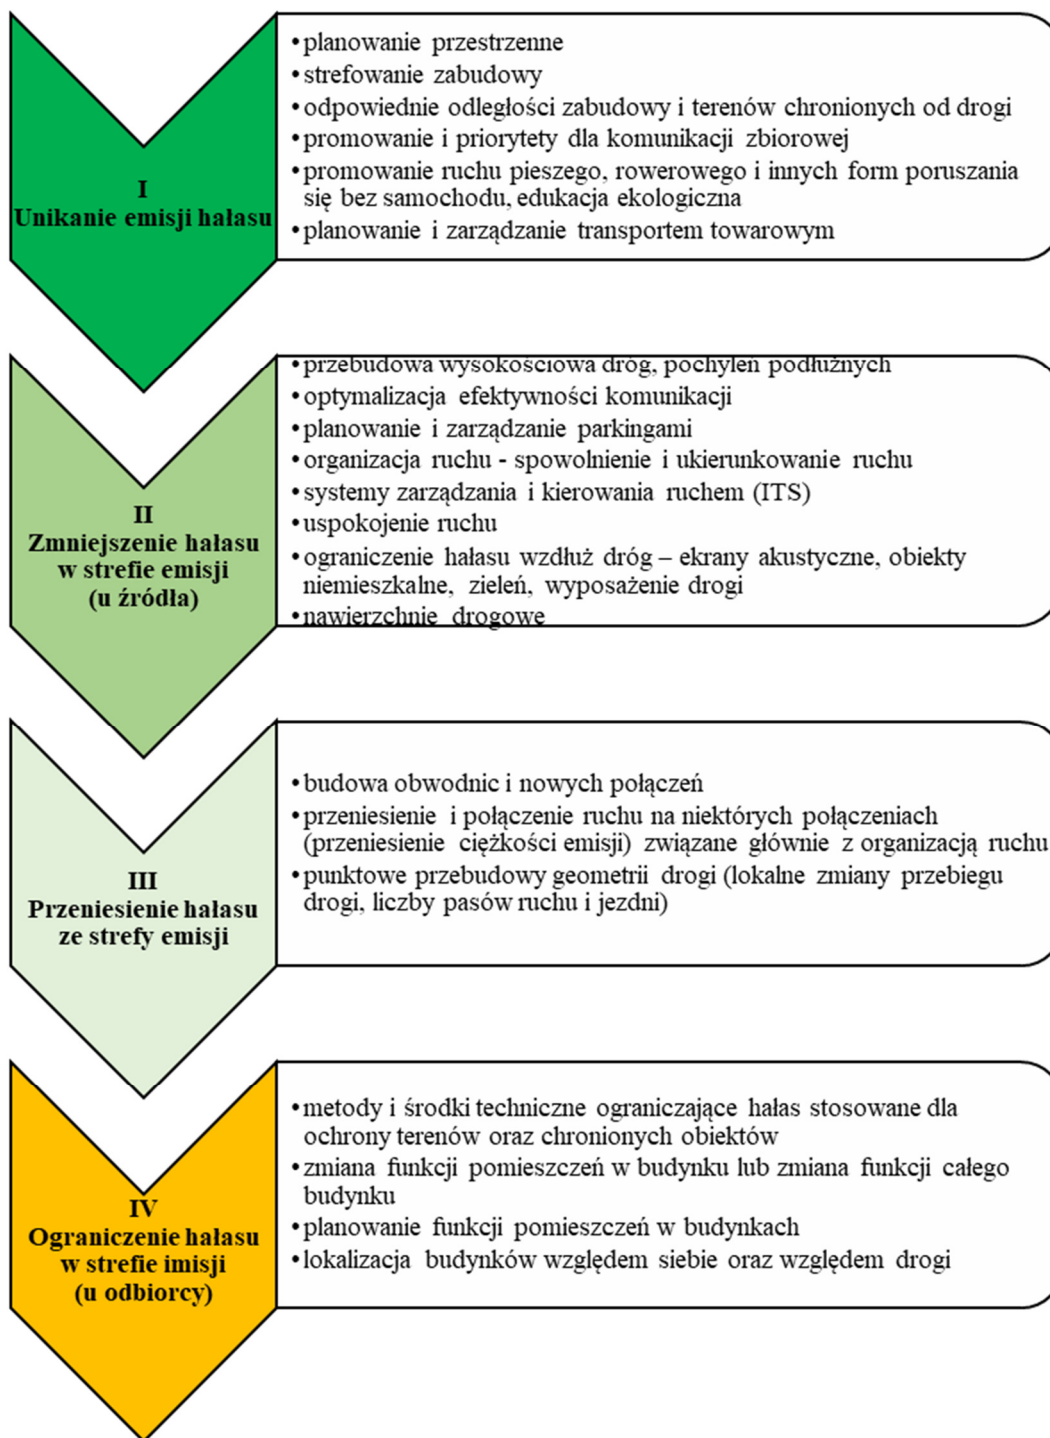 I
Unikanie emisji hałasu
• planowanie przestrzenne
• strefowanie zabudowy
• odpowiednie odległości zabudowy i terenów chronionych od drogi
• promowanie i priorytety dla komunikacji zbiorowej
• promowanie ruchu pieszego, rowerowego i innych form poruszania
się bez samochodu, edukacja ekologiczna
• planowanie i zarządzanie transportem towarowym
II
Zmniejszenie hałasu
w strefie emisji
(u źródła)
• przebudowa wysokościowa dróg, pochyleń podłużnych
• optymalizacja efektywności komunikacji
• planowanie i zarządzanie parkingami
• organizacja ruchu - spowolnienie i ukierunkowanie ruchu
• systemy zarządzania i kierowania ruchem (ITS)
• uspokojenie ruchu
• ograniczenie hałasu wzdłuż dróg – ekrany akustyczne, obiekty
niemieszkalne, zieleń, wyposażenie drogi
• nawierzchnie drogowe
III
Przeniesienie hałasu
ze strefy emisji
• budowa obwodnic i nowych połączeń
• przeniesienie i połączenie ruchu na niektórych połączeniach
(przeniesienie ciężkości emisji) związane głównie z organizacją ruchu
• punktowe przebudowy geometrii drogi (lokalne zmiany przebiegu
drogi, liczby pasów ruchu i jezdni)
IV
Ograniczenie hałasu
w strefie imisji
(u odbiorcy)
• metody i środki techniczne ograniczające hałas stosowane dla
ochrony terenów oraz chronionych obiektów
• zmiana funkcji pomieszczeń w budynku lub zmiana funkcji całego
budynku
• planowanie funkcji pomieszczeń w budynkach
• lokalizacja budynków względem siebie oraz względem drogi